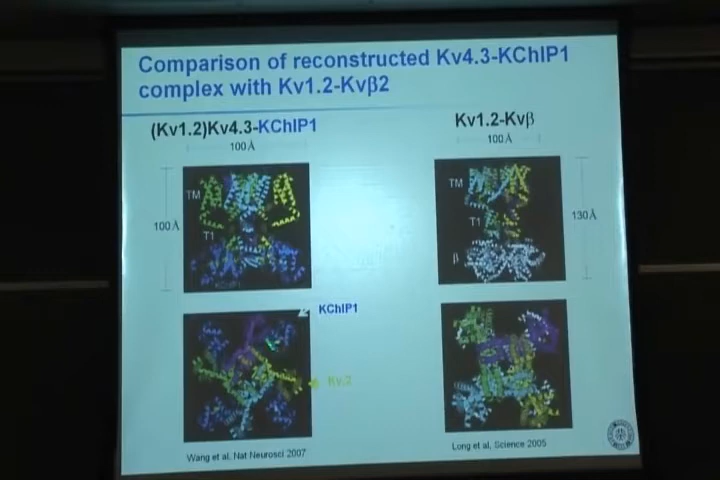 Comparison of reconstructed Kv4.3-KChIP1
complex with Kv1.2-Kvβ2
(Kv1.2)Kv4.3-KChIP1
100Å
Kv1.2-Kvβ
100Å
TM
100Å
T1
TM
T1
130Å
β
KChIP1
Wang et al. Nat Neurosci 2007
Long et al, Science 2005